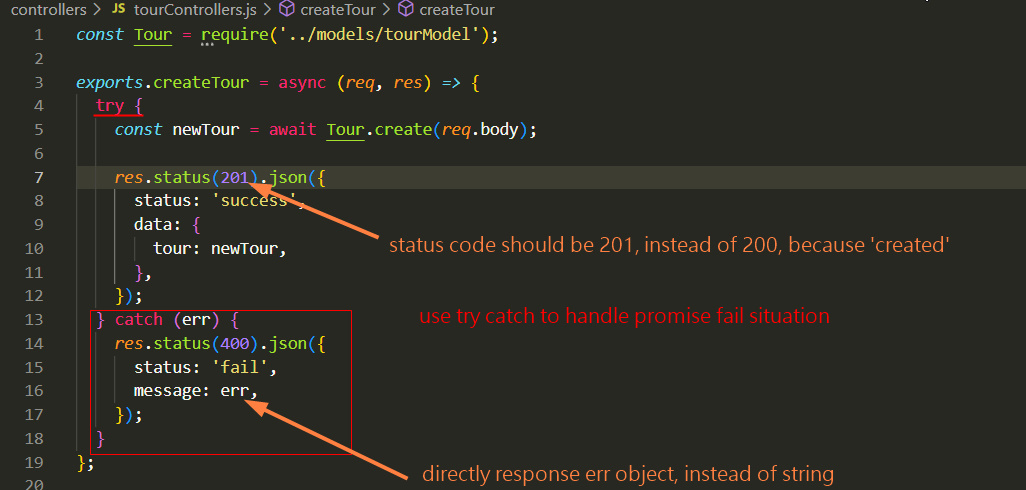 controllers > JS tourControllers.js > createTour > createTour
1 const Tour = require('../models/tourModel');
2
3 exports.createTour = async (req, res) => {
4 try {
5 const newTour = await Tour.create(req.body);
6
7 res.status(201).json({
8 status: 'success',
9 data: {
status code should be 201, instead of 200, because 'created'
10 tour: newTour,
11 },
12 });
use try catch to handle promise fail situation
13 } catch (err) {
14 res.status(400).json({
15 status: 'fail',
16 message: err,
17 });
18 }
19 };
directly response err object, instead of string
20